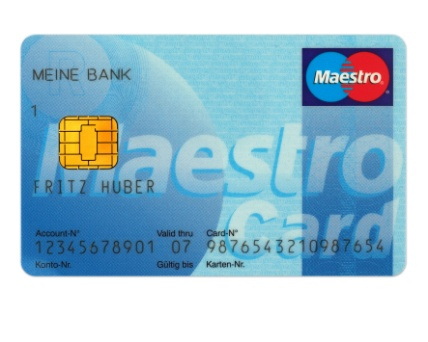 MEINE BANK
Maestro
1
Maestro
FRITZ HUBER
Card
Account-N° Valid thru Card-N°
12345678901 07 9876543210987654
Konto-Nr. Gültig bis Karten-Nr.